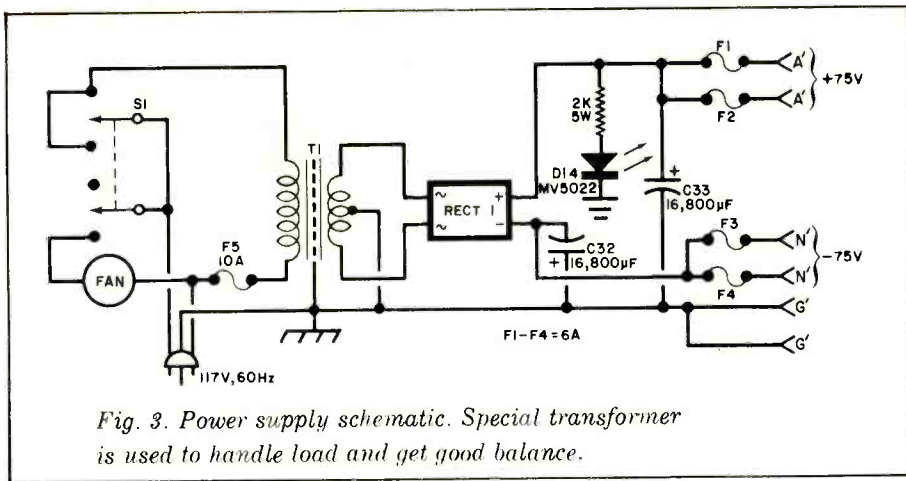 S1
F5
10A
FAN
117V, 60Hz
T1
RECT 1
~
~
+
-
2K
5W
D14
MV5022
+
C33
16,800µF
C32
+ 16,800µF
F1
F2
F3
F4
A'
A'
+75V
N'
N'
-75V
G'
G'
F1-F4=6A
Fig. 3. Power supply schematic. Special transformer
is used to handle load and get good balance.